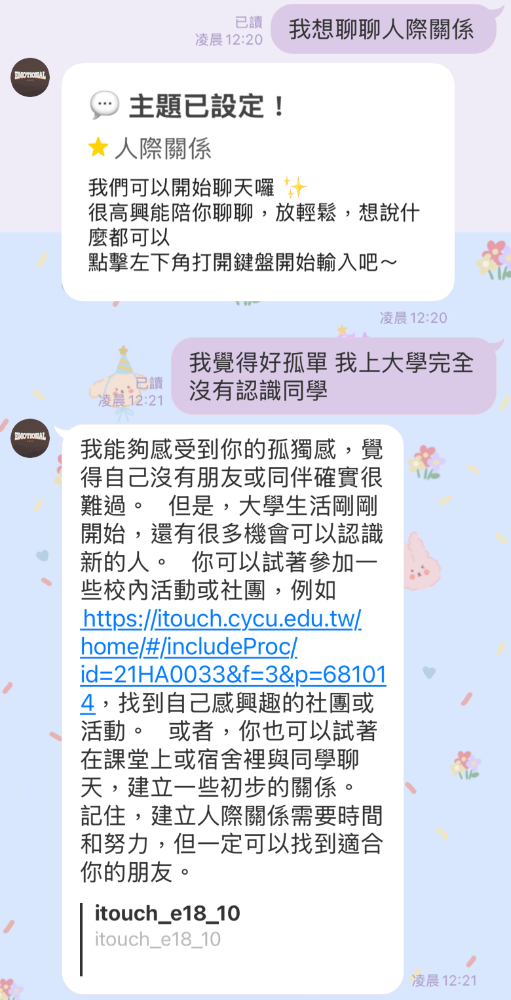 我想聊聊人際關係
已讀
凌晨 12:20
EMOTIONAL
💬 主題已設定！
⭐ 人際關係
我們可以開始聊天囉 ✨
很高興能陪你聊聊，放輕鬆，想說什
麼都可以
點擊左下角打開鍵盤開始輸入吧～
凌晨 12:20
我覺得好孤單 我上大學完全
沒有認識同學
已讀
凌晨 12:21
EMOTIONAL
我能夠感受到你的孤獨感，覺
得自己沒有朋友或同伴確實很
難過。 但是，大學生活剛剛
開始，還有很多機會可以認識
新的人。 你可以試著參加一
些校內活動或社團，例如
https://itouch.cycu.edu.tw/
home/#/includeProc/
id=21HA0033&f=3&p=68101
4，找到自己感興趣的社團或
活動。 或者，你也可以試著
在課堂上或宿舍裡與同學聊
天，建立一些初步的關係。
記住，建立人際關係需要時間
和努力，但一定可以找到適合
你的朋友。
itouch_e18_10
itouch_e18_10
凌晨 12:21